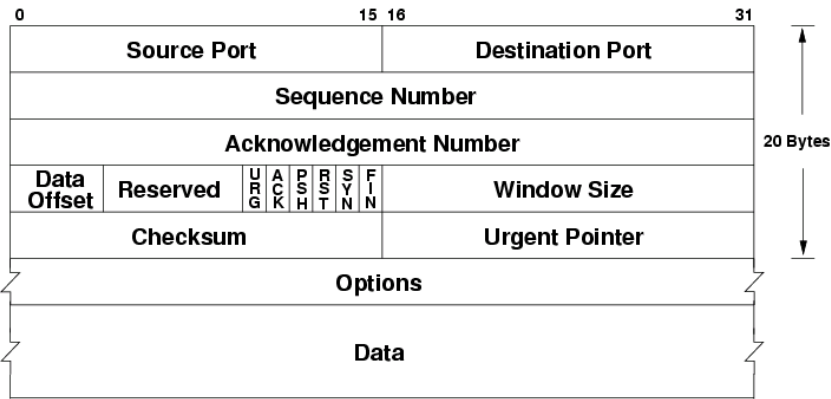 0 15 16 31
Source Port Destination Port
Sequence Number
Acknowledgement Number
20 Bytes
Data Offset Reserved URG ACK PSH RST SYN FIN Window Size
Checksum Urgent Pointer
Options
Data